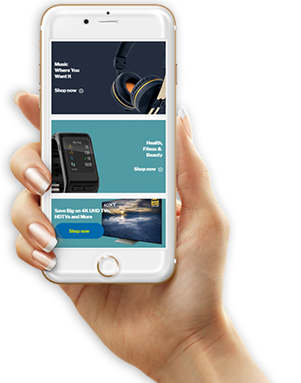 Music
Where You
Want It
Shop now
Health,
Fitness &
Beauty
Shop now
SONY
Save Big on 4K UHD TVs,
HDTVs and More
Shop now